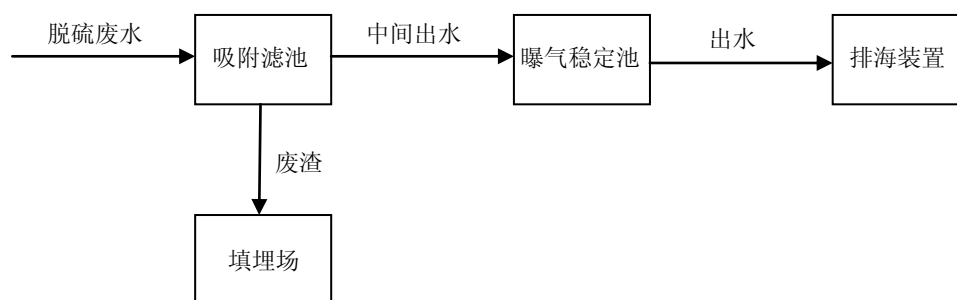 脱硫废水
吸附滤池
中间出水
曝气稳定池
出水
排海装置
废渣
填埋场